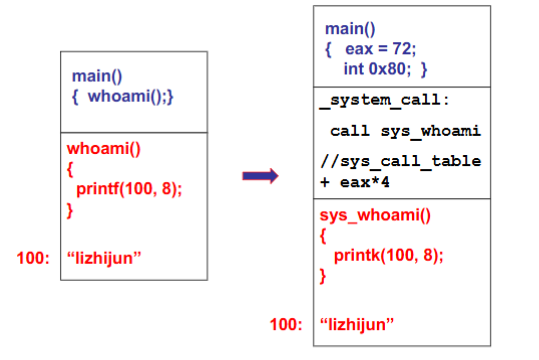 main()
{ whoami();}
whoami()
{
printf(100, 8);
}
100: “lizhijun”
main()
{ eax = 72;
int 0x80; }
_system_call:
call sys_whoami
//sys_call_table
+ eax*4
sys_whoami()
{
printk(100, 8);
}
100: “lizhijun”